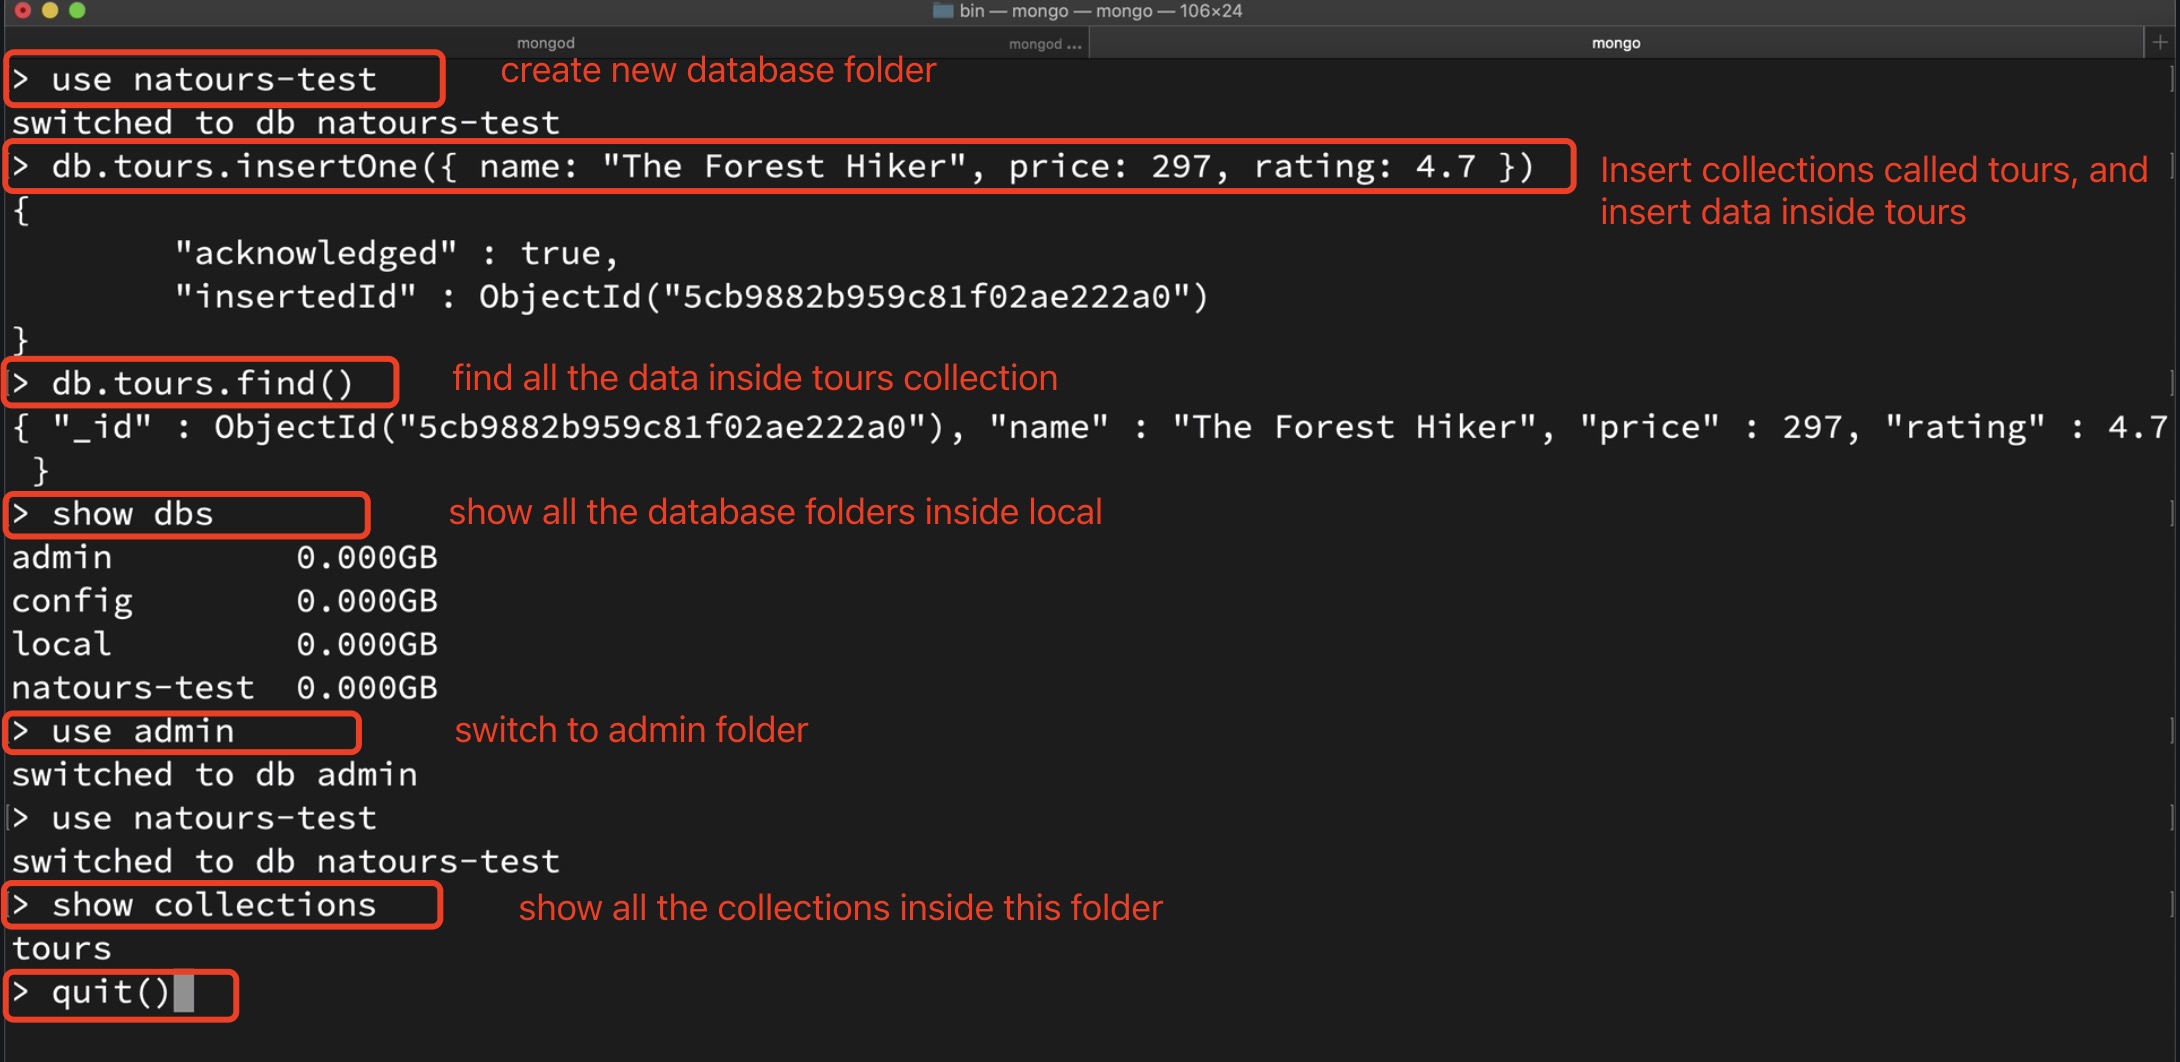 bin — mongo — mongo — 106×24
mongod mongod ... mongo +
> use natours-test create new database folder
switched to db natours-test
> db.tours.insertOne({ name: "The Forest Hiker", price: 297, rating: 4.7 }) Insert collections called tours, and
insert data inside tours
{
"acknowledged" : true,
"insertedId" : ObjectId("5cb9882b959c81f02ae222a0")
}
> db.tours.find() find all the data inside tours collection
{ "_id" : ObjectId("5cb9882b959c81f02ae222a0"), "name" : "The Forest Hiker", "price" : 297, "rating" : 4.7
}
> show dbs show all the database folders inside local
admin 0.000GB
config 0.000GB
local 0.000GB
natours-test 0.000GB
> use admin switch to admin folder
switched to db admin
[> use natours-test
switched to db natours-test
> show collections show all the collections inside this folder
tours
> quit()